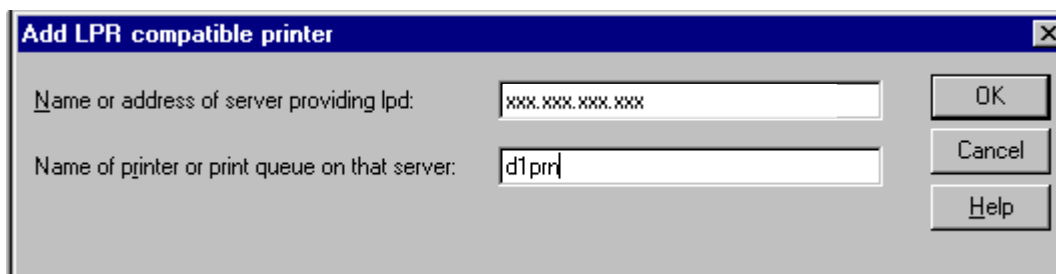 Add LPR compatible printer
Name or address of server providing lpd: xxx.xxx.xxx.xxx OK
Name of printer or print queue on that server: d1prn Cancel
Help